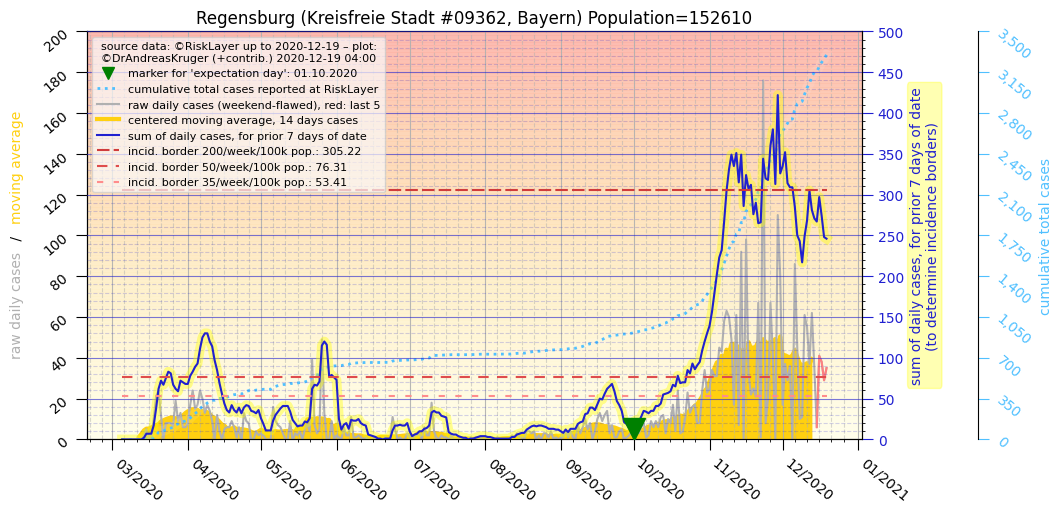 Regensburg (Kreisfreie Stadt #09362, Bayern) Population=152610
source data: ©RiskLayer up to 2020-12-19 – plot:
©DrAndreasKruger (+contrib.) 2020-12-19 04:00
marker for 'expectation day': 01.10.2020
cumulative total cases reported at RiskLayer
raw daily cases (weekend-flawed), red: last 5
centered moving average, 14 days cases
sum of daily cases, for prior 7 days of date
incid. border 200/week/100k pop.: 305.22
incid. border 50/week/100k pop.: 76.31
incid. border 35/week/100k pop.: 53.41
raw daily cases / moving average
200
180
160
140
120
100
80
60
40
20
0
03/2020
04/2020
05/2020
06/2020
07/2020
08/2020
09/2020
10/2020
11/2020
12/2020
01/2021
500
450
400
350
300
250
200
150
100
50
0
sum of daily cases, for prior 7 days of date
(to determine incidence borders)
3,500
3,150
2,800
2,450
2,100
1,750
1,400
1,050
700
350
0
cumulative total cases